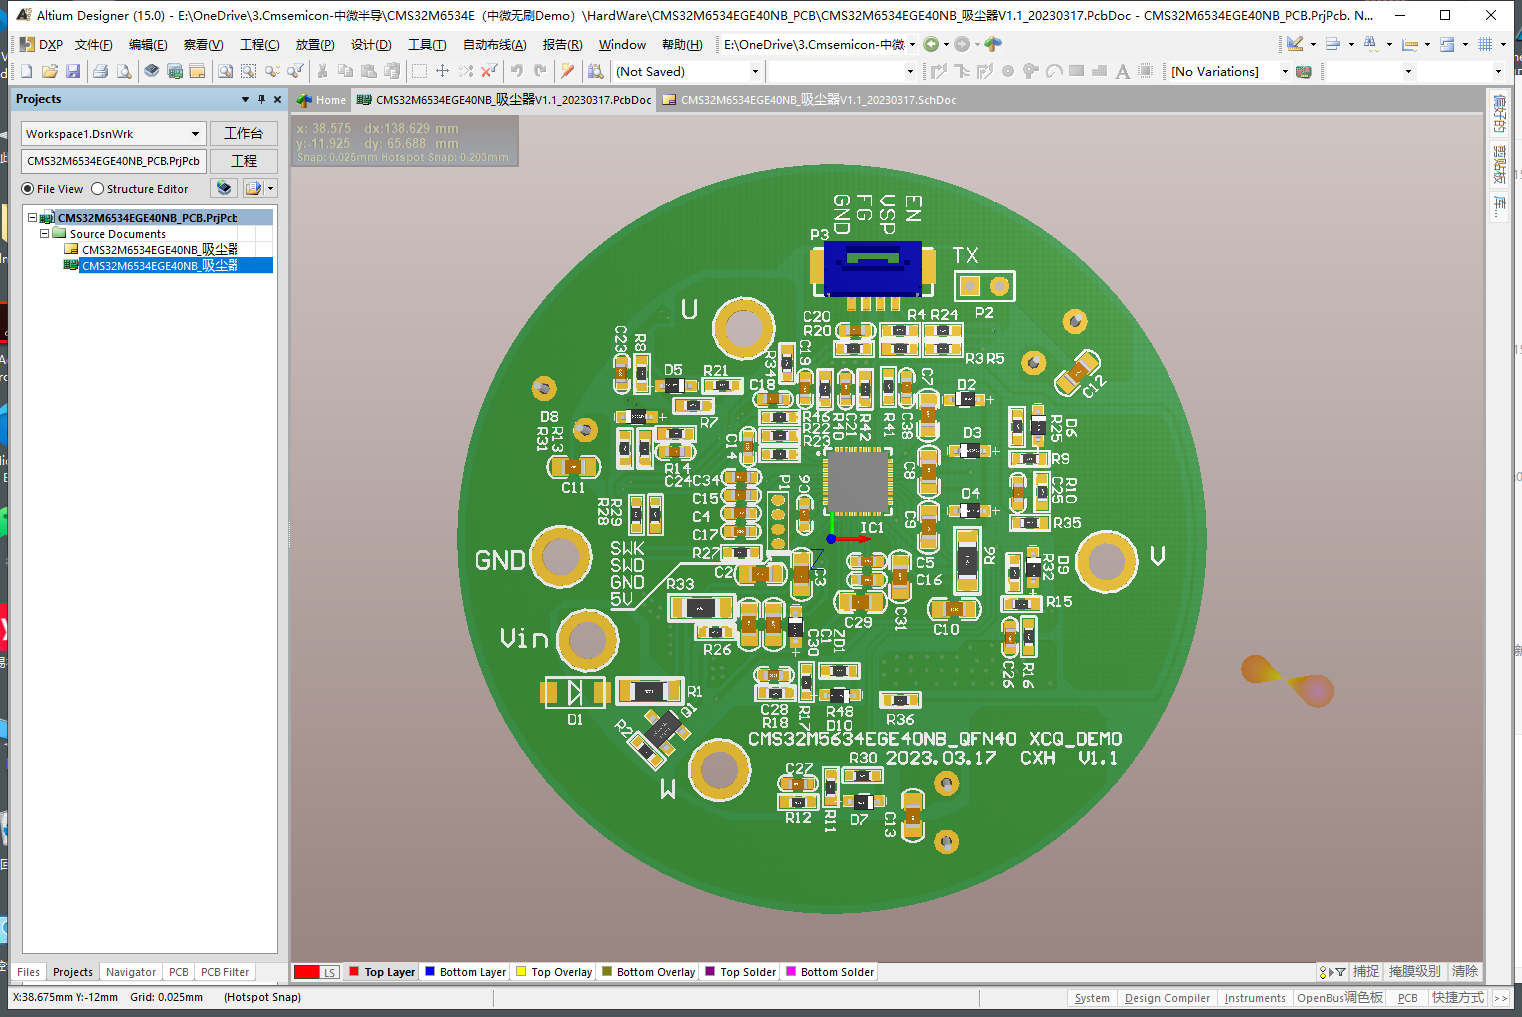 Altium Designer (15.0) - E:\OneDrive\3.Cmsemicon-中微半导\CMS32M6534E（中微无刷Demo）\HardWare\CMS32M6534EGE40NB_PCB\CMS32M6534EGE40NB_吸尘器V1.1_20230317.PcbDoc - CMS32M6534EGE40NB_PCB.PrjPcb. N...
DXP 文件(F) 编辑(E) 察看(V) 工程(C) 放置(P) 设计(D) 工具(T) 自动布线(A) 报告(R) Window 帮助(H) E:\OneDrive\3.Cmsemicon-中微
(Not Saved) [No Variations]
Projects
Home CMS32M6534EGE40NB_吸尘器V1.1_20230317.PcbDoc CMS32M6534EGE40NB_吸尘器V1.1_20230317.SchDoc
Workspace1.DsnWrk 工作台
CMS32M6534EGE40NB_PCB.PrjPcb 工程
File View Structure Editor
CMS32M6534EGE40NB_PCB.PrjPcb
Source Documents
CMS32M6534EGE40NB_吸尘器
CMS32M6534EGE40NB_吸尘器
x: 38.575 dx:138.629 mm
y:-11.925 dy: 65.688 mm
Snap: 0.025mm Hotspot Snap: 0.203mm
偏好的
剪贴板
库...
GND FG VSP EN
P3
TX
P2
U
C20
R20
R4 R24
R3 R5
C23
R8
D5
R21
R34
C19
C18
R7
C7
D2
C12
D8
R31
R13
R46
R22
R23
R40
C21
R42
R41
C38
D3
R25
D6
R9
C14
R14
C24 C34
C11
C15
C4
C17
P1
C6
C8
D4
C25
R10
R35
R28
R29
R27
C9
IC1
GND
SWK
SWD
GND
5V
C2
C3
C5
C16
R6
R32
D9
V
R33
R15
C29
C31
C10
Vin
R26
C30
C1
ZD1
C26
R16
D1
R1
C28
R18
R17
R48
D10
R36
R2
Q1
CMS32M5634EGE40NB_QFN40 XCQ_DEMO
2023.03.17 CXH V1.1
W
C27
R30
R12
R11
D7
C13
Files Projects Navigator PCB PCB Filter
LS Top Layer Bottom Layer Top Overlay Bottom Overlay Top Solder Bottom Solder 捕捉 掩膜级别 清除
X:38.675mm Y:-12mm Grid: 0.025mm (Hotspot Snap) System Design Compiler Instruments OpenBus调色板 PCB 快捷方式 >>